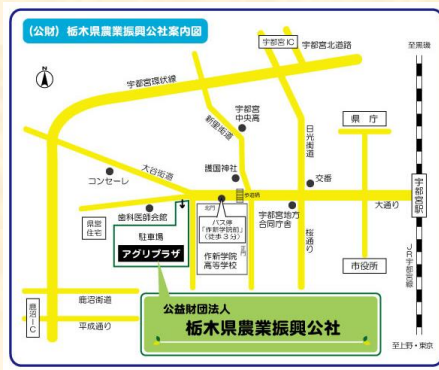 (公財) 栃木県農業振興公社案内図
N
宇都宮IC
宇都宮北道路
至黒磯
宇都宮環状線
宇都宮
中央高
新里街道
日光街道
県庁
大谷街道
コンセーレ
護国神社
交番
宇都宮駅
歩道橋
大通り
県営
住宅
歯科医師会館
北門
バス停
「作新学院前」
(徒歩3分)
宇都宮地方
合同庁舎
駐車場
アグリプラザ
作新学院
高等学校
正門
桜通り
市役所
JR宇都宮線
鹿沼IC
鹿沼街道
平成通り
公益財団法人
栃木県農業振興公社
至上野・東京